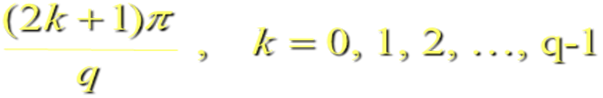 (2k + 1)π / q , k = 0, 1, 2, …, q-1